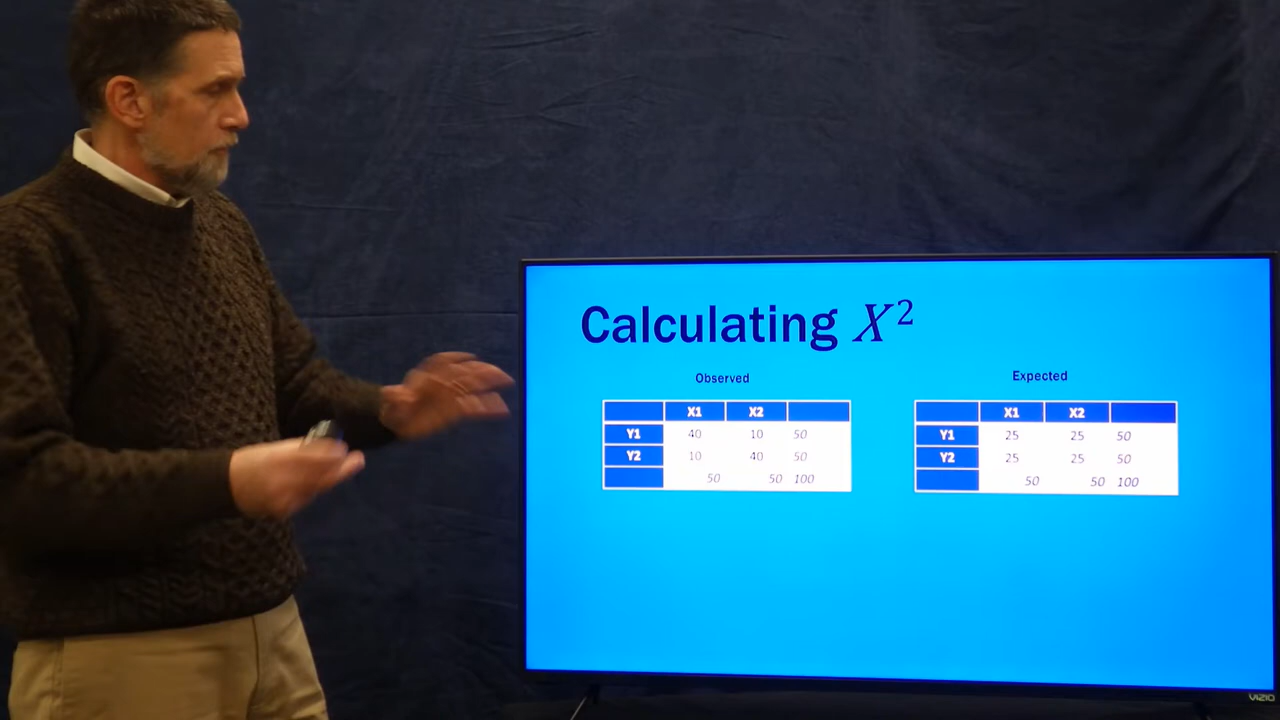 Calculating X²
Observed
X1 X2
Y1 40 10 50
Y2 10 40 50
50 50 100
Expected
X1 X2
Y1 25 25 50
Y2 25 25 50
50 50 100
VIZIO